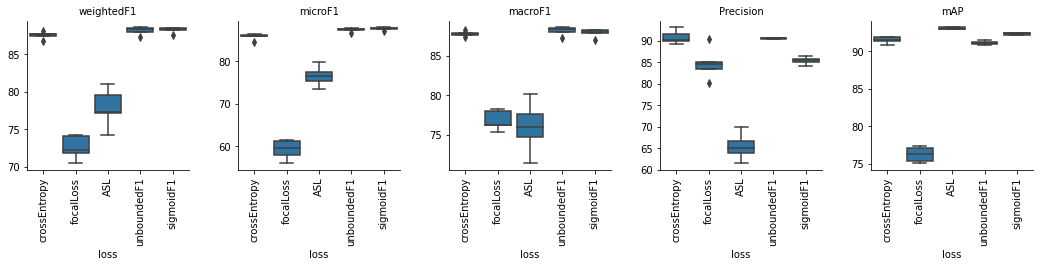 weightedF1
85
80
75
70
crossEntropy
focalLoss
ASL
unboundedF1
sigmoidF1
loss
microF1
80
70
60
crossEntropy
focalLoss
ASL
unboundedF1
sigmoidF1
loss
macroF1
85
80
75
crossEntropy
focalLoss
ASL
unboundedF1
sigmoidF1
loss
Precision
90
85
80
75
70
65
60
crossEntropy
focalLoss
ASL
unboundedF1
sigmoidF1
loss
mAP
90
85
80
75
crossEntropy
focalLoss
ASL
unboundedF1
sigmoidF1
loss